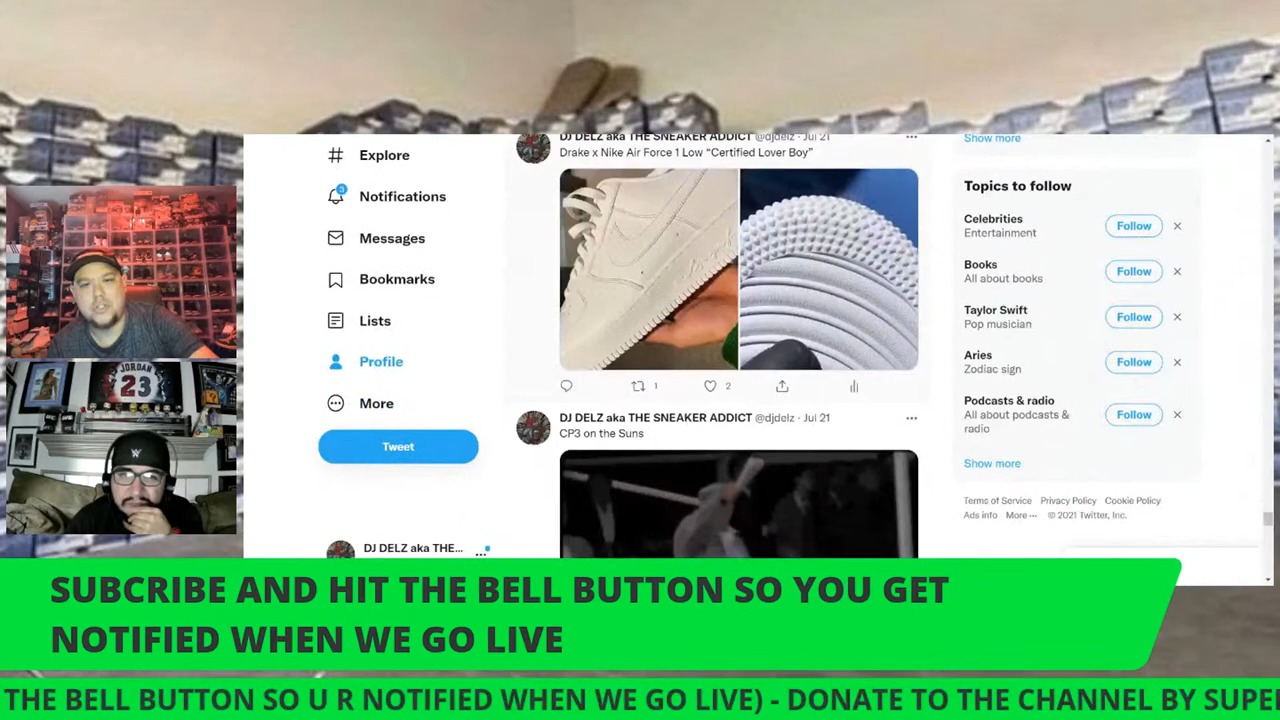 DJ DELZ aka THE SNEAKER ADDICT @djdelz · Jul 21
Drake x Nike Air Force 1 Low “Certified Lover Boy”
Explore
3
Notifications
Messages
Bookmarks
Lists
Profile
More
Tweet
DJ DELZ aka THE...
1
2
DJ DELZ aka THE SNEAKER ADDICT @djdelz · Jul 21
CP3 on the Suns
Show more
Topics to follow
Celebrities
Entertainment
Follow
Books
All about books
Follow
Taylor Swift
Pop musician
Follow
Aries
Zodiac sign
Follow
Podcasts & radio
All about podcasts &
radio
Follow
Show more
Terms of Service Privacy Policy Cookie Policy
Ads info More ··· © 2021 Twitter, Inc.
JORDAN
23
W
SUBCRIBE AND HIT THE BELL BUTTON SO YOU GET
NOTIFIED WHEN WE GO LIVE
THE BELL BUTTON SO U R NOTIFIED WHEN WE GO LIVE) - DONATE TO THE CHANNEL BY SUPE